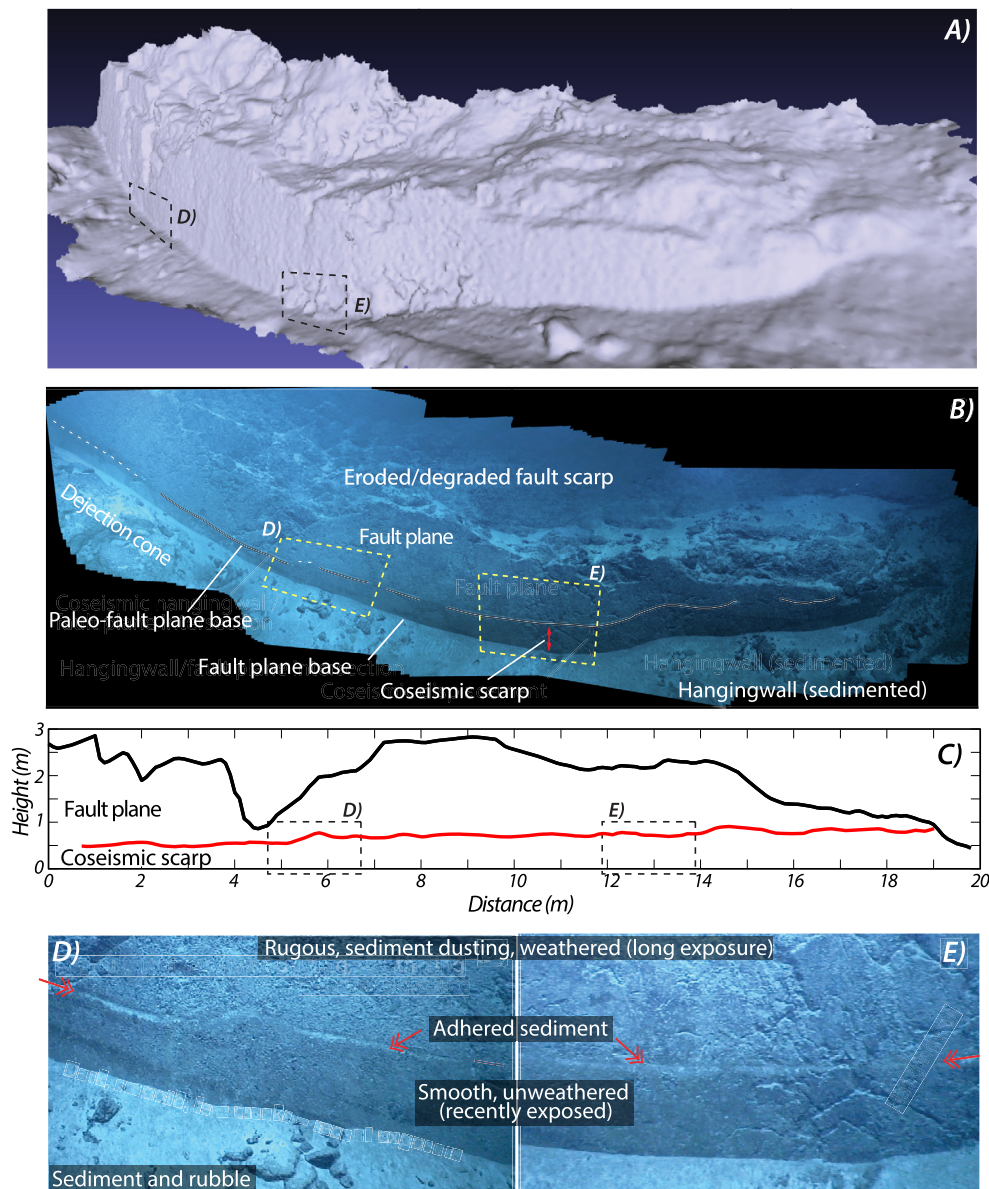 A)
D)
E)
B)
Eroded/degraded fault scarp
Dejection cone
D)
Fault plane
E)
Fault plane
Paleo-fault plane base
Fault plane base
Hangingwall (sedimented)
Coseismic scarp
Hangingwall (sedimented)
C)
3
2
1
0
Height (m)
Fault plane
Coseismic scarp
D)
E)
0
2
4
6
8
10
12
14
16
18
20
Distance (m)
D)
Rugous, sediment dusting, weathered (long exposure)
E)
Adhered sediment
Smooth, unweathered
(recently exposed)
Sediment and rubble